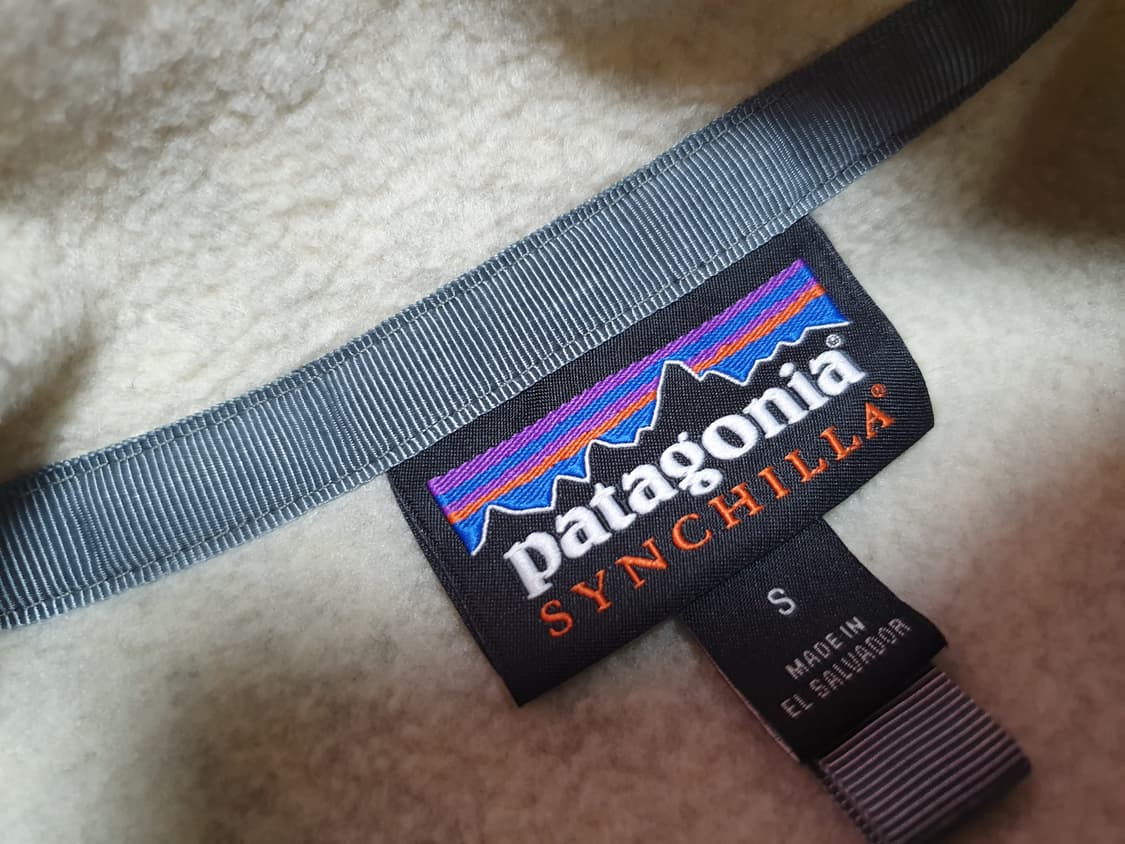 patagonia®
SYNCHILLA®
S
MADE IN
EL SALVADOR